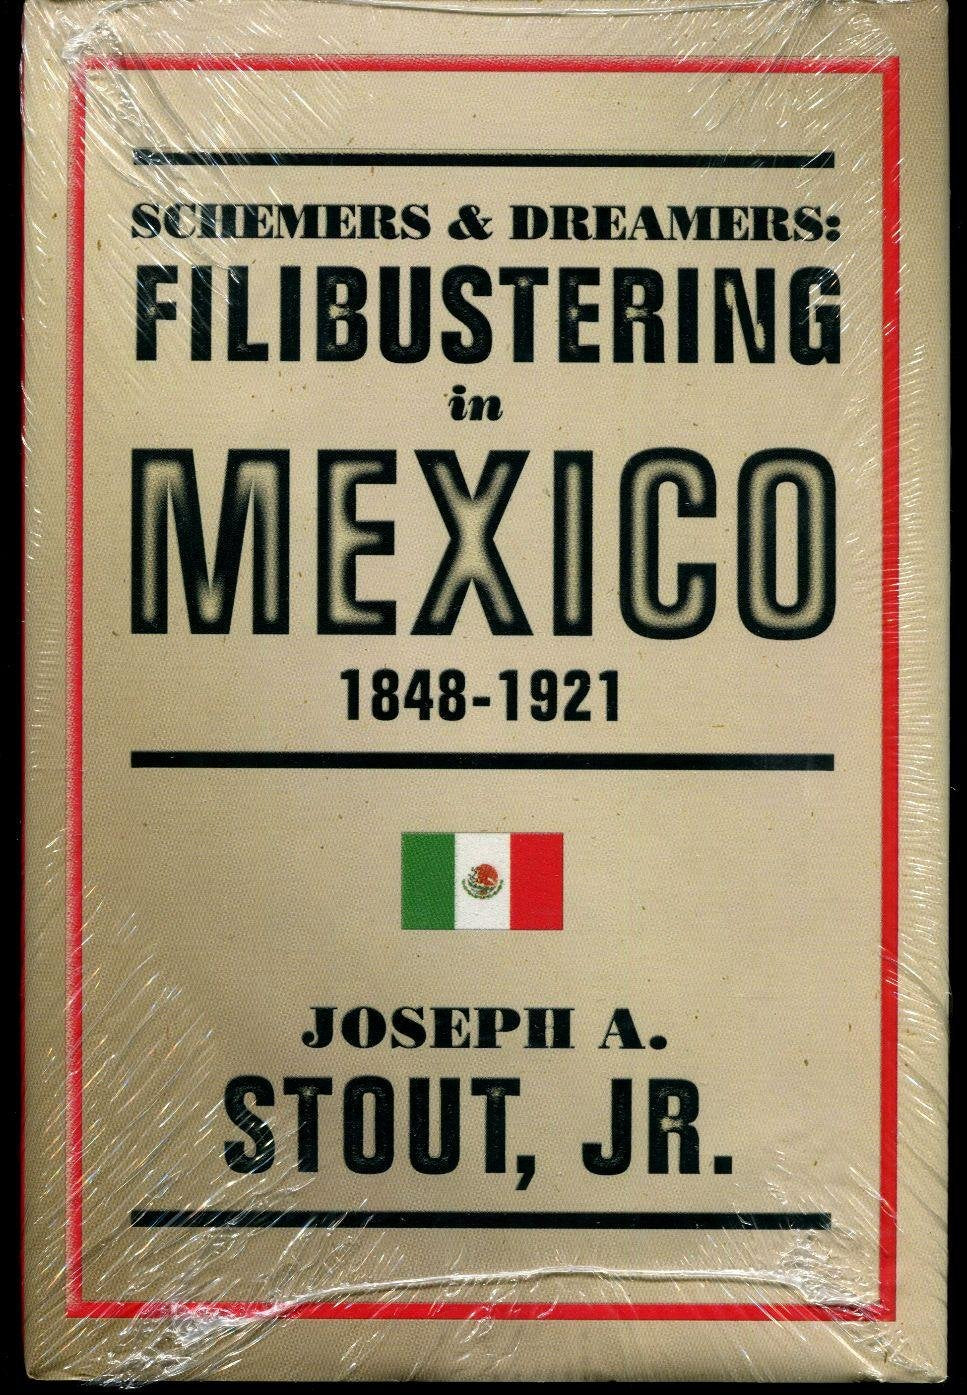 SCHEMERS & DREAMERS:
FILIBUSTERING
in
MEXICO
1848-1921
JOSEPH A.
STOUT, JR.